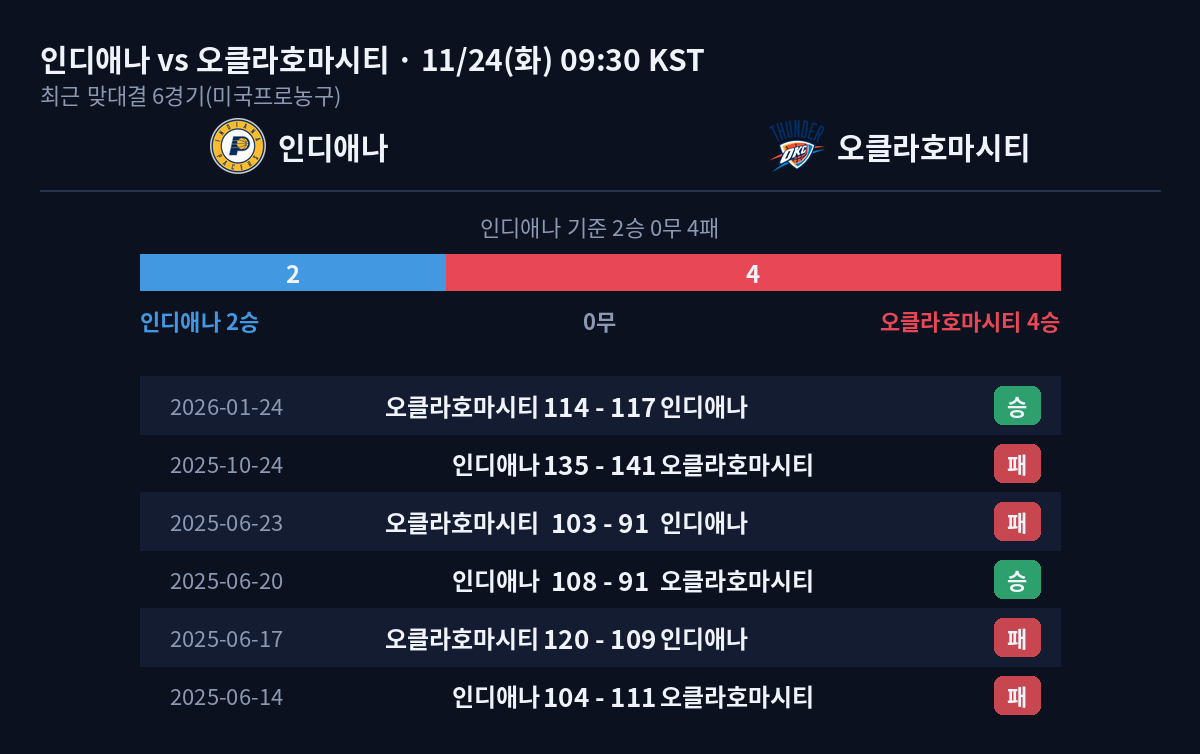 인디애나 vs 오클라호마시티 · 11/24(화) 09:30 KST
최근 맞대결 6경기(미국프로농구)
INDIANA PACERS 인디애나
THUNDER OKC 오클라호마시티
인디애나 기준 2승 0무 4패
2 4
인디애나 2승 0무 오클라호마시티 4승
2026-01-24 오클라호마시티 114 - 117 인디애나 승
2025-10-24 인디애나 135 - 141 오클라호마시티 패
2025-06-23 오클라호마시티 103 - 91 인디애나 패
2025-06-20 인디애나 108 - 91 오클라호마시티 승
2025-06-17 오클라호마시티 120 - 109 인디애나 패
2025-06-14 인디애나 104 - 111 오클라호마시티 패